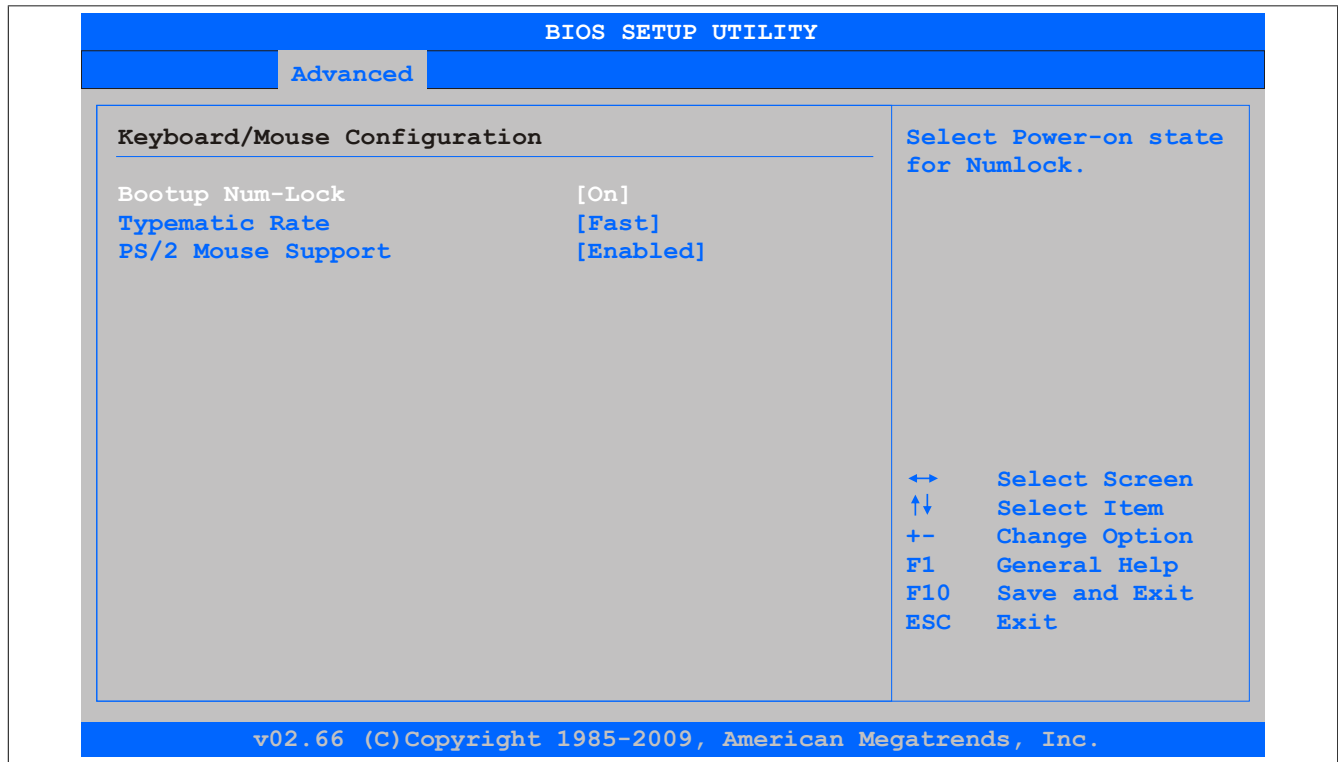 BIOS SETUP UTILITY
Advanced
Keyboard/Mouse Configuration
Bootup Num-Lock [On]
Typematic Rate [Fast]
PS/2 Mouse Support [Enabled]
Select Power-on state
for Numlock.
↔ Select Screen
↑↓ Select Item
+- Change Option
F1 General Help
F10 Save and Exit
ESC Exit
v02.66 (C)Copyright 1985-2009, American Megatrends, Inc.